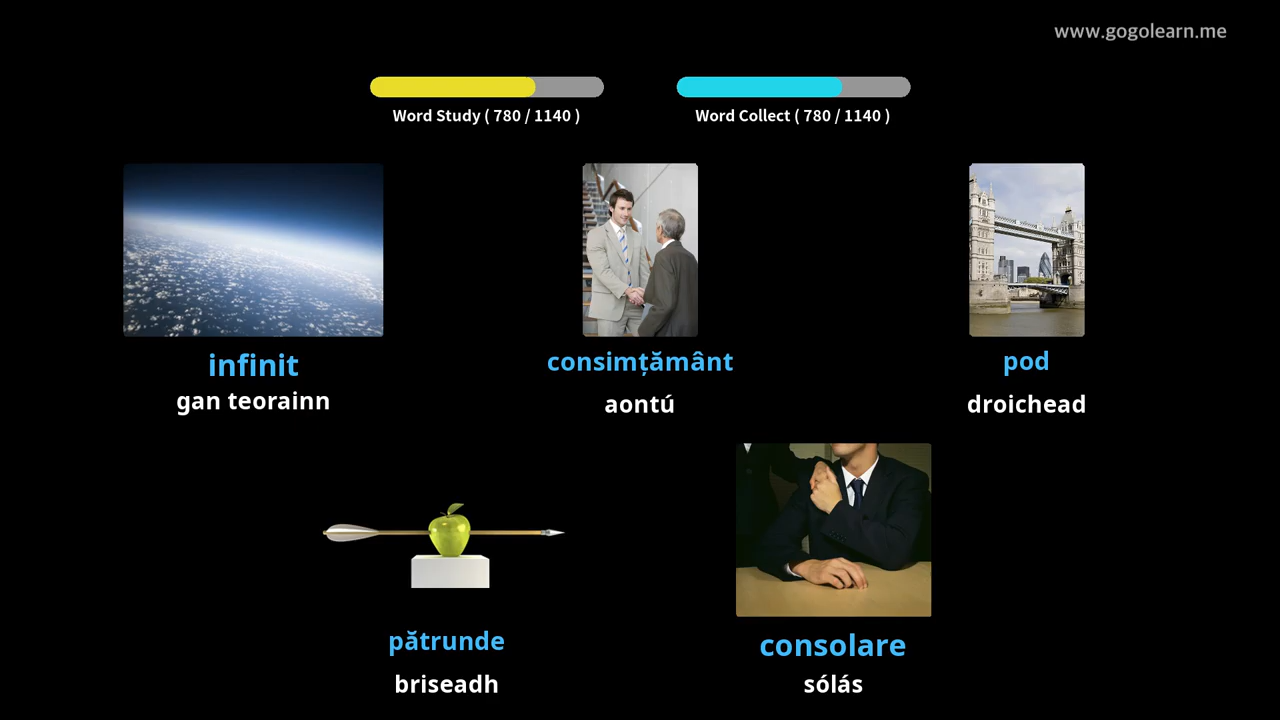 www.gogolearn.me
Word Study ( 780 / 1140 )
Word Collect ( 780 / 1140 )
infinit
gan teorainn
consimțământ
aontú
pod
droichead
pătrunde
briseadh
consolare
sólás